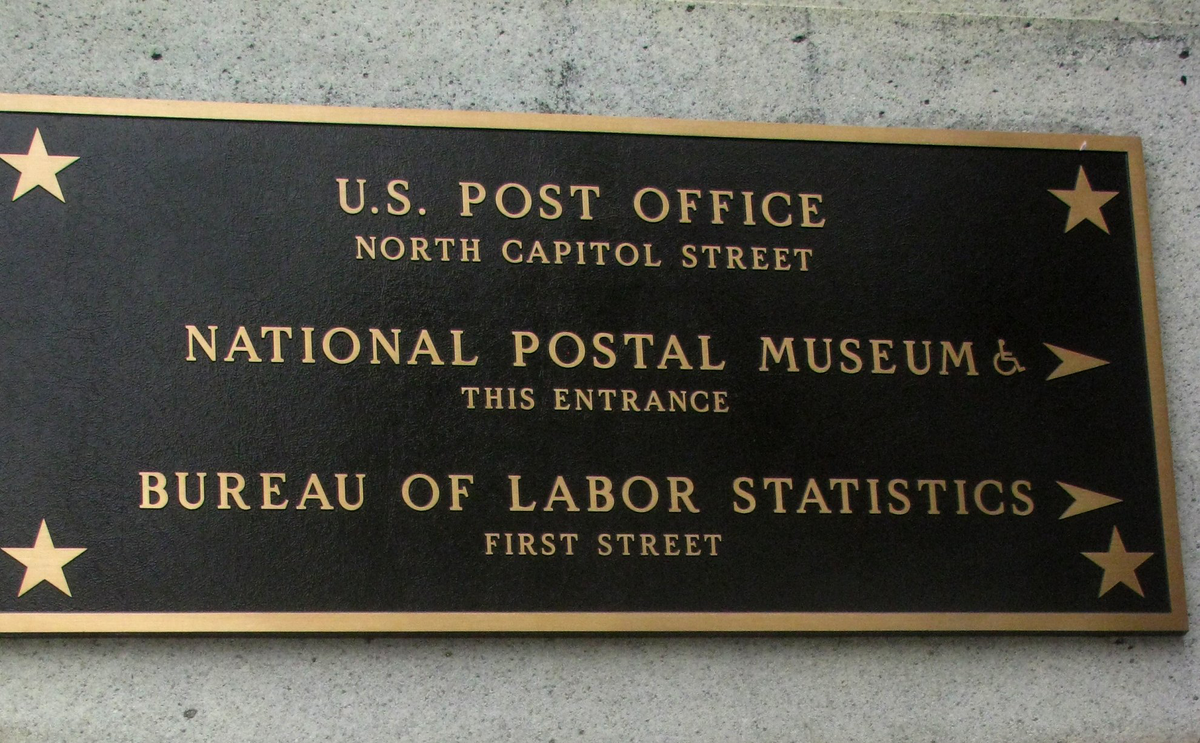 U.S. POST OFFICE
NORTH CAPITOL STREET
NATIONAL POSTAL MUSEUM
THIS ENTRANCE
BUREAU OF LABOR STATISTICS
FIRST STREET